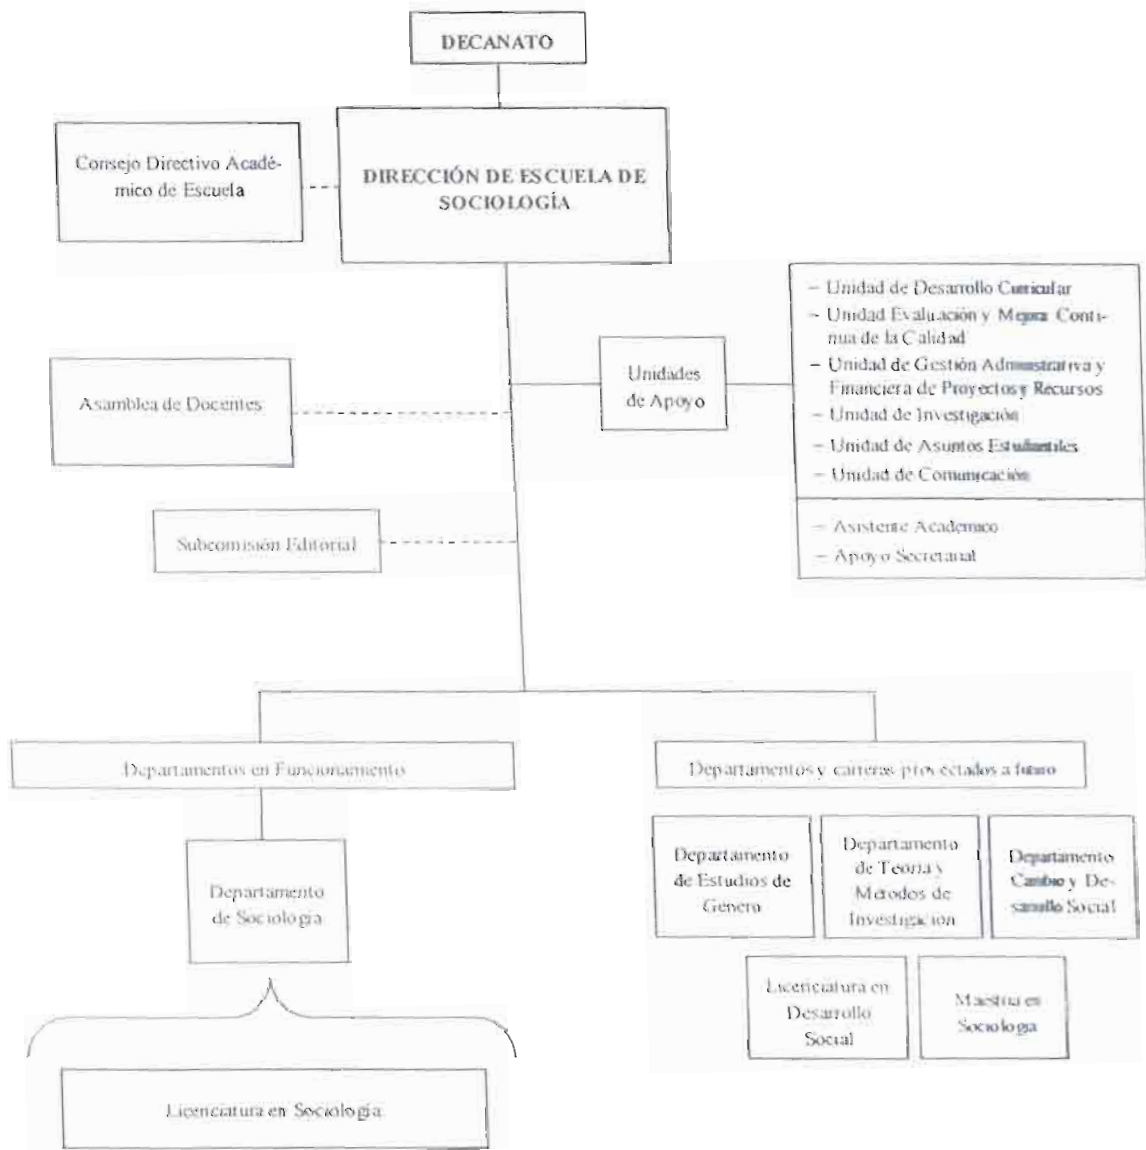 DECANATO
Consejo Directivo Acadé-
mico de Escuela
DIRECCIÓN DE ESCUELA DE
SOCIOLOGÍA
– Unidad de Desarrollo Curricular
– Unidad Evaluación y Mejora Conti-
nua de la Calidad
– Unidad de Gestión Administrativa y
Financiera de Proyectos y Recursos
– Unidad de Investigación
– Unidad de Asuntos Estudiantiles
– Unidad de Comunicación
– Asistente Académico
– Apoyo Secretarial
Unidades
de Apoyo
Asamblea de Docentes
Subcomisión Editorial
Departamentos en Funcionamiento
Departamento
de Sociología
Licenciatura en Sociología
Departamentos y carreras proyectados a futuro
Departamento
de Estudios de
Género
Departamento
de Teoría y
Métodos de
Investigación
Departamento
Cambio y De-
sarrollo Social
Licenciatura en
Desarrollo
Social
Maestría en
Sociología